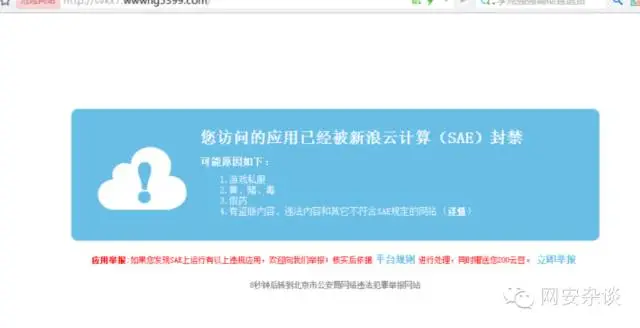 您访问的应用已经被新浪云计算（SAE）封禁
可能原因如下：
1.游戏私服
2.黄、赌、毒
3.假药
4.有盗版内容、违法内容和其它不符合SAE规定的网站（详情）
应用举报:如果您发现SAE上运行有以上违规应用，欢迎向我们举报！核实后依据 平台规则 进行处理，同时赠送您200云豆。 立即举报
8秒钟后转到北京市公安局网络违法犯罪举报网站
网安杂谈